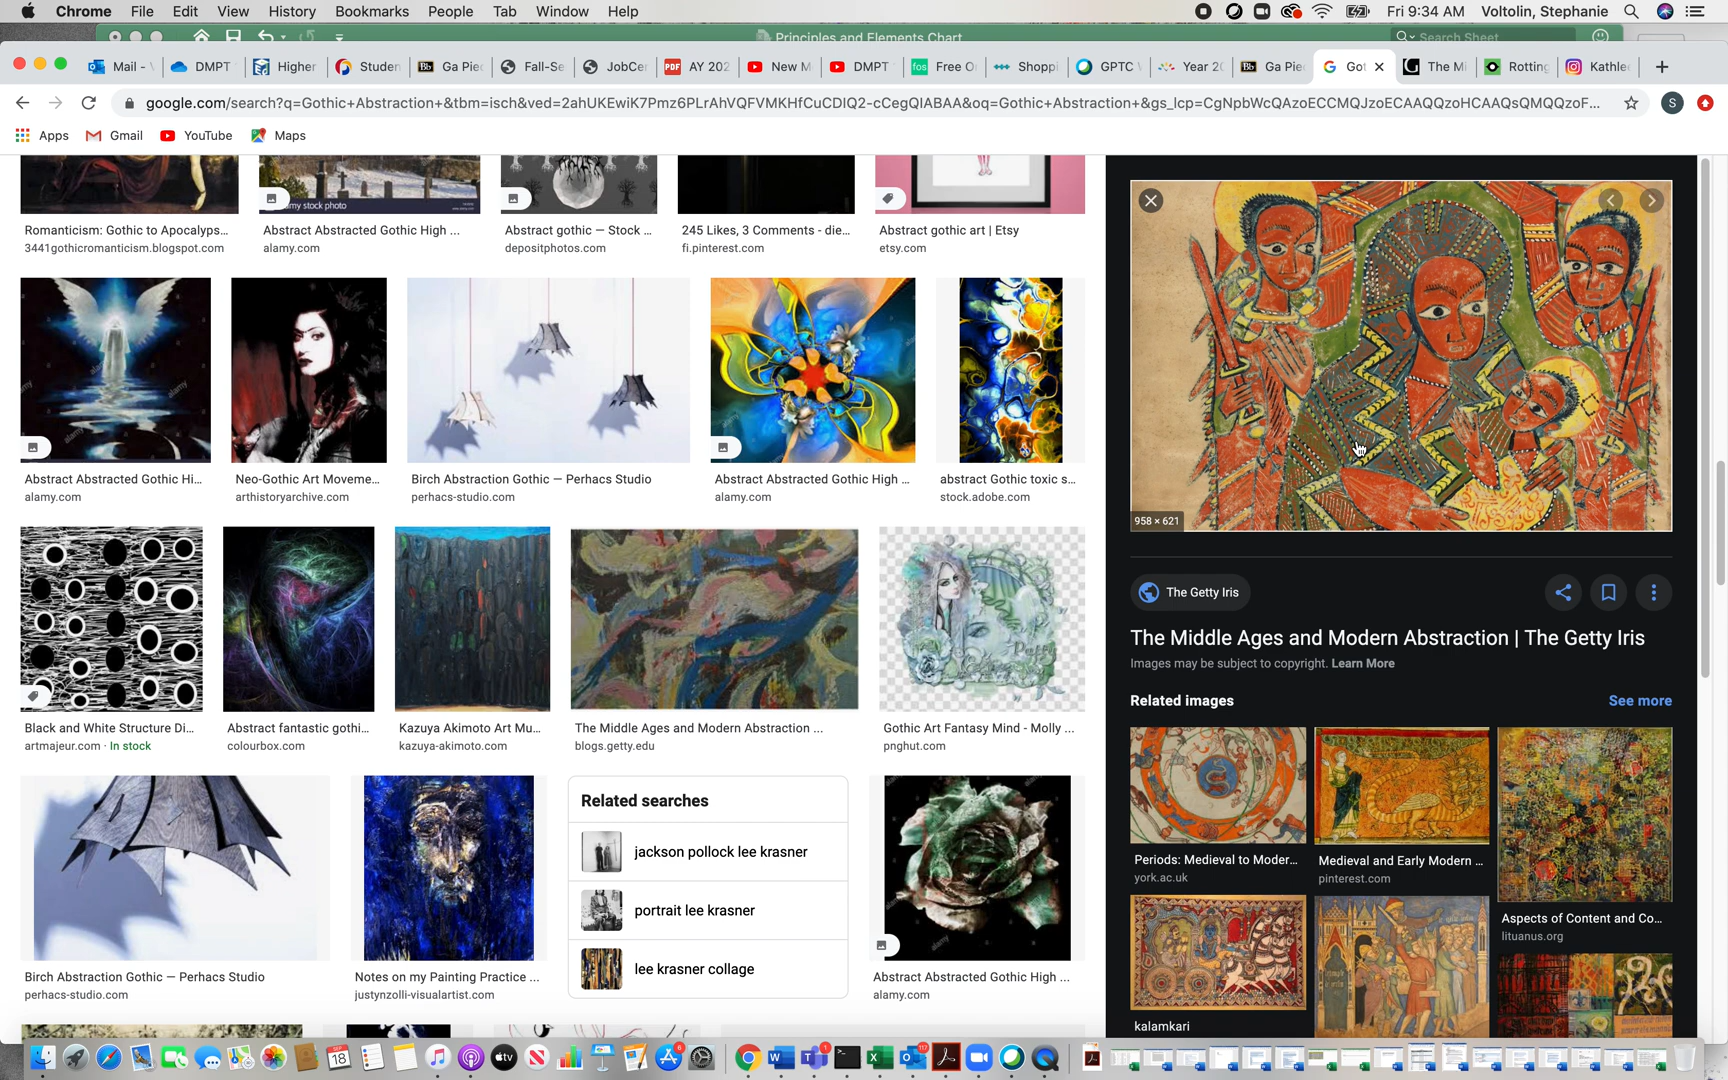 Chrome File Edit View History Bookmarks People Tab Window Help Fri 9:34 AM Voltolin, Stephanie
Principles and Elements Chart Search Sheet
Mail - DMPT Higher Studen Ga Pie Fall-Se JobCer AY 202 New M DMPT Free O Shoppi GPTC Year 20 Ga Pie Got The Mi Rotting Kathle
google.com/search?q=Gothic+Abstraction+&tbm=isch&ved=2ahUKEwiK7Pmz6PLrAhVQFVMKHfCuCDIQ2-cCegQIABAA&oq=Gothic+Abstraction+&gs_lcp=CgNpbWcQAzoECCMQJzoECAAQQzoHCAAQsQMQQzoF...
Apps Gmail YouTube Maps
alamy stock photo
Romanticism: Gothic to Apocalyps... Abstract Abstracted Gothic High ... Abstract gothic — Stock ... 245 Likes, 3 Comments - die... Abstract gothic art | Etsy
3441gothicromanticism.blogspot.com alamy.com depositphotos.com fi.pinterest.com etsy.com
Abstract Abstracted Gothic Hi... Neo-Gothic Art Moveme... Birch Abstraction Gothic — Perhacs Studio Abstract Abstracted Gothic High ... abstract Gothic toxic s...
alamy.com arthistoryarchive.com perhacs-studio.com alamy.com stock.adobe.com
Black and White Structure Di... Abstract fantastic gothi... Kazuya Akimoto Art Mu... The Middle Ages and Modern Abstraction ... Gothic Art Fantasy Mind - Molly ...
artmajeur.com · In stock colourbox.com kazuya-akimoto.com blogs.getty.edu pnghut.com
Related searches
jackson pollock lee krasner
portrait lee krasner
lee krasner collage
Birch Abstraction Gothic — Perhacs Studio Notes on my Painting Practice ... Abstract Abstracted Gothic High ...
perhacs-studio.com justynzolli-visualartist.com alamy.com
958 × 621
The Getty Iris
The Middle Ages and Modern Abstraction | The Getty Iris
Images may be subject to copyright. Learn More
Related images See more
Periods: Medieval to Moder... Medieval and Early Modern ...
york.ac.uk pinterest.com
Aspects of Content and Co...
lituanus.org
kalamkari